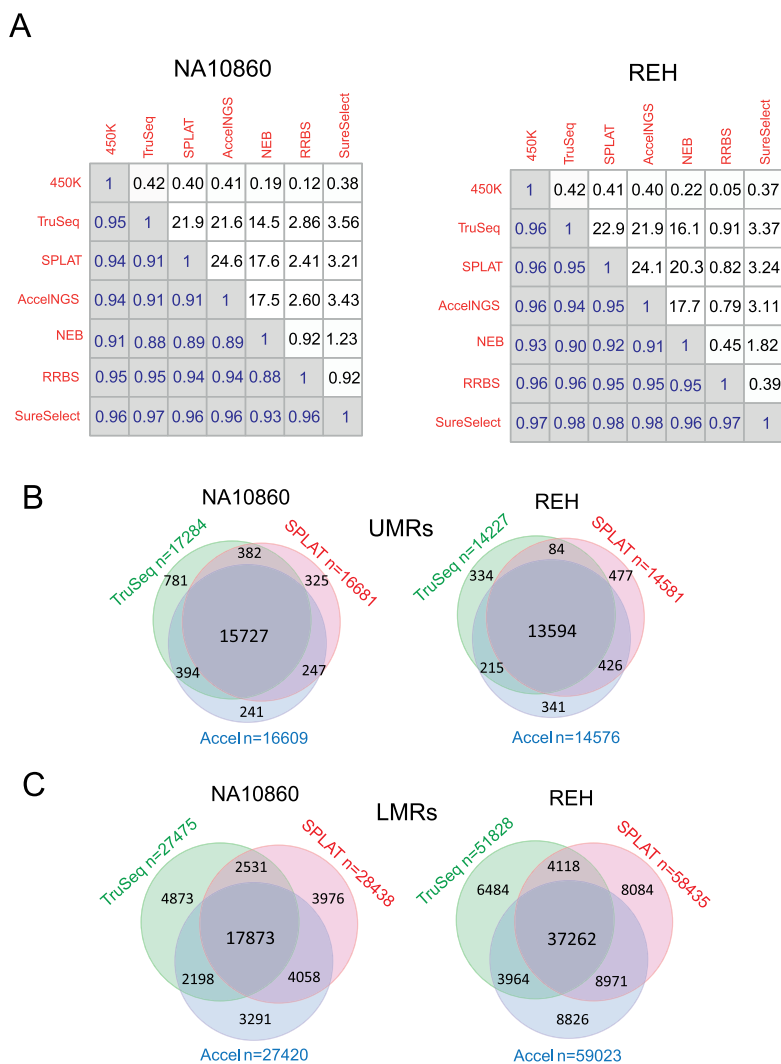 A
NA10860
450K TruSeq SPLAT AccelNGS NEB RRBS SureSelect
450K 1 0.42 0.40 0.41 0.19 0.12 0.38
TruSeq 0.95 1 21.9 21.6 14.5 2.86 3.56
SPLAT 0.94 0.91 1 24.6 17.6 2.41 3.21
AccelNGS 0.94 0.91 0.91 1 17.5 2.60 3.43
NEB 0.91 0.88 0.89 0.89 1 0.92 1.23
RRBS 0.95 0.95 0.94 0.94 0.88 1 0.92
SureSelect 0.96 0.97 0.96 0.96 0.93 0.96 1
REH
450K TruSeq SPLAT AccelNGS NEB RRBS SureSelect
450K 1 0.42 0.41 0.40 0.22 0.05 0.37
TruSeq 0.96 1 22.9 21.9 16.1 0.91 3.37
SPLAT 0.96 0.95 1 24.1 20.3 0.82 3.24
AccelNGS 0.96 0.94 0.95 1 17.7 0.79 3.11
NEB 0.93 0.90 0.92 0.91 1 0.45 1.82
RRBS 0.96 0.96 0.95 0.95 0.95 1 0.39
SureSelect 0.97 0.98 0.98 0.98 0.96 0.97 1
B
UMRs
NA10860
TruSeq n=17284
SPLAT n=16681
382
781
325
15727
394
247
241
Accel n=16609
REH
TruSeq n=14227
SPLAT n=14581
84
334
477
13594
215
426
341
Accel n=14576
C
LMRs
NA10860
TruSeq n=27475
SPLAT n=28438
2531
4873
3976
17873
2198
4058
3291
Accel n=27420
REH
TruSeq n=51828
SPLAT n=58435
4118
6484
8084
37262
3964
8971
8826
Accel n=59023